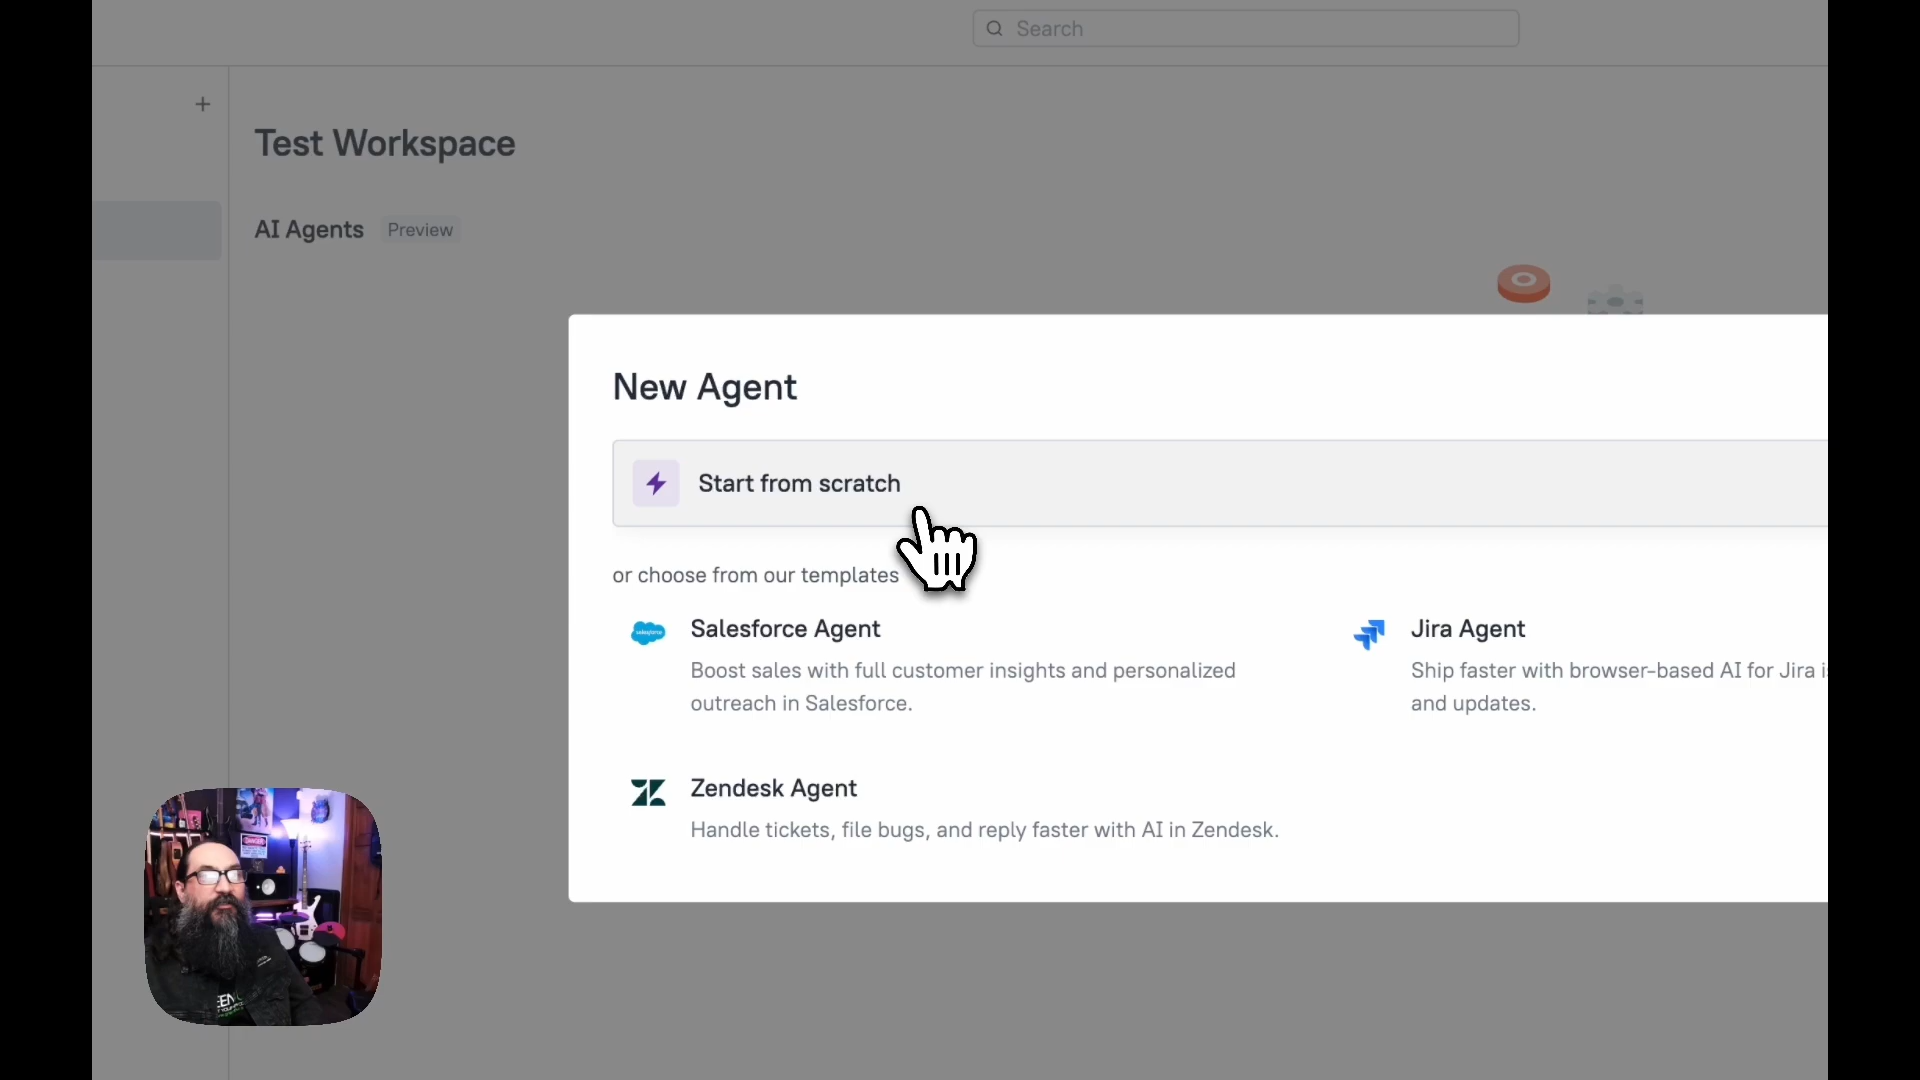 Search
Test Workspace
AI Agents Preview
New Agent
Start from scratch
or choose from our templates
salesforce
Salesforce Agent
Boost sales with full customer insights and personalized
outreach in Salesforce.
Jira Agent
Ship faster with browser-based AI for Jira
and updates.
Zendesk Agent
Handle tickets, file bugs, and reply faster with AI in Zendesk.
DANGER